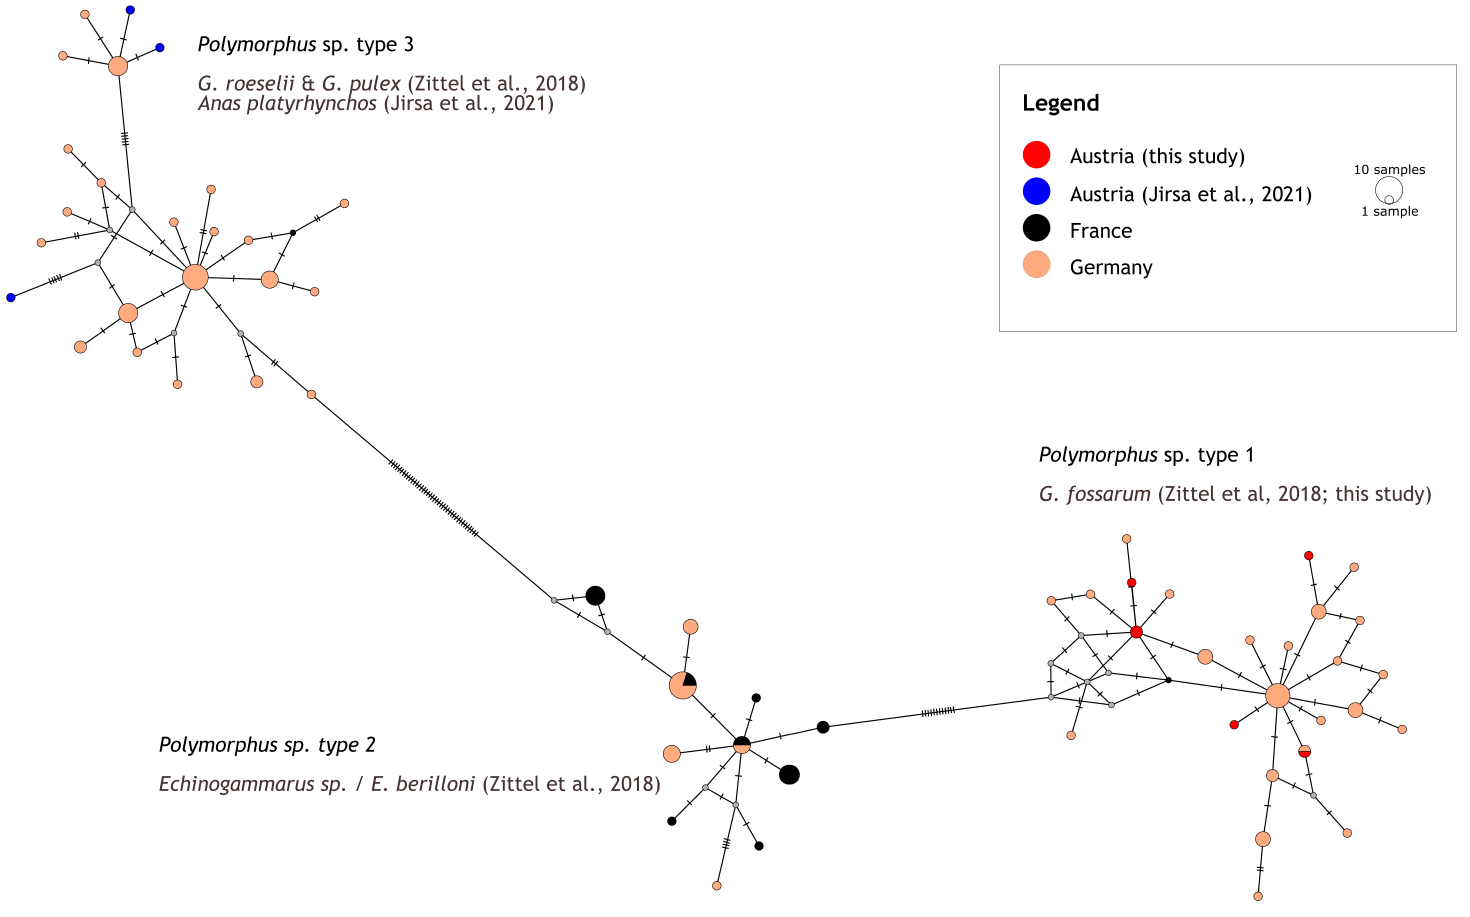 Polymorphus sp. type 3
G. roeselii & G. pulex (Zittel et al., 2018)
Anas platyrhynchos (Jirsa et al., 2021)
Legend
Austria (this study)
Austria (Jirsa et al., 2021)
France
Germany
10 samples
1 sample
Polymorphus sp. type 1
G. fossarum (Zittel et al, 2018; this study)
Polymorphus sp. type 2
Echinogammarus sp. / E. berilloni (Zittel et al., 2018)